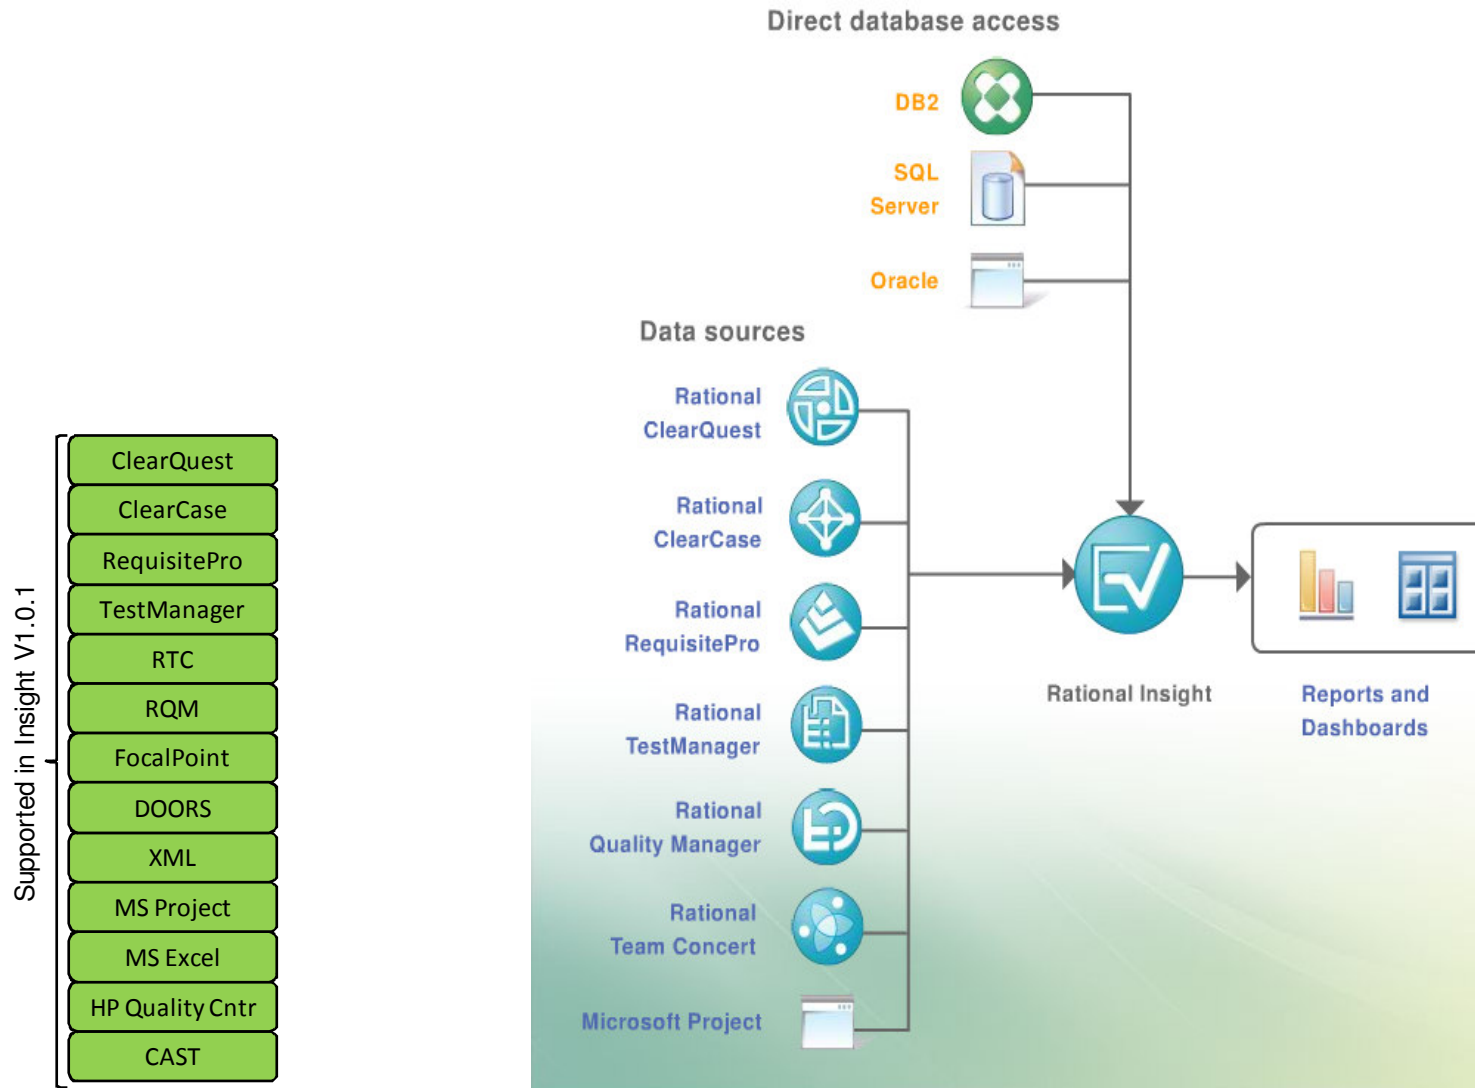 Direct database access
DB2
SQL
Server
Oracle
Data sources
Rational
ClearQuest
Rational
ClearCase
Rational
RequisitePro
Rational
TestManager
Rational
Quality Manager
Rational
Team Concert
Microsoft Project
Rational Insight
Reports and
Dashboards
Supported in Insight V1.0.1
ClearQuest
ClearCase
RequisitePro
TestManager
RTC
RQM
FocalPoint
DOORS
XML
MS Project
MS Excel
HP Quality Cntr
CAST